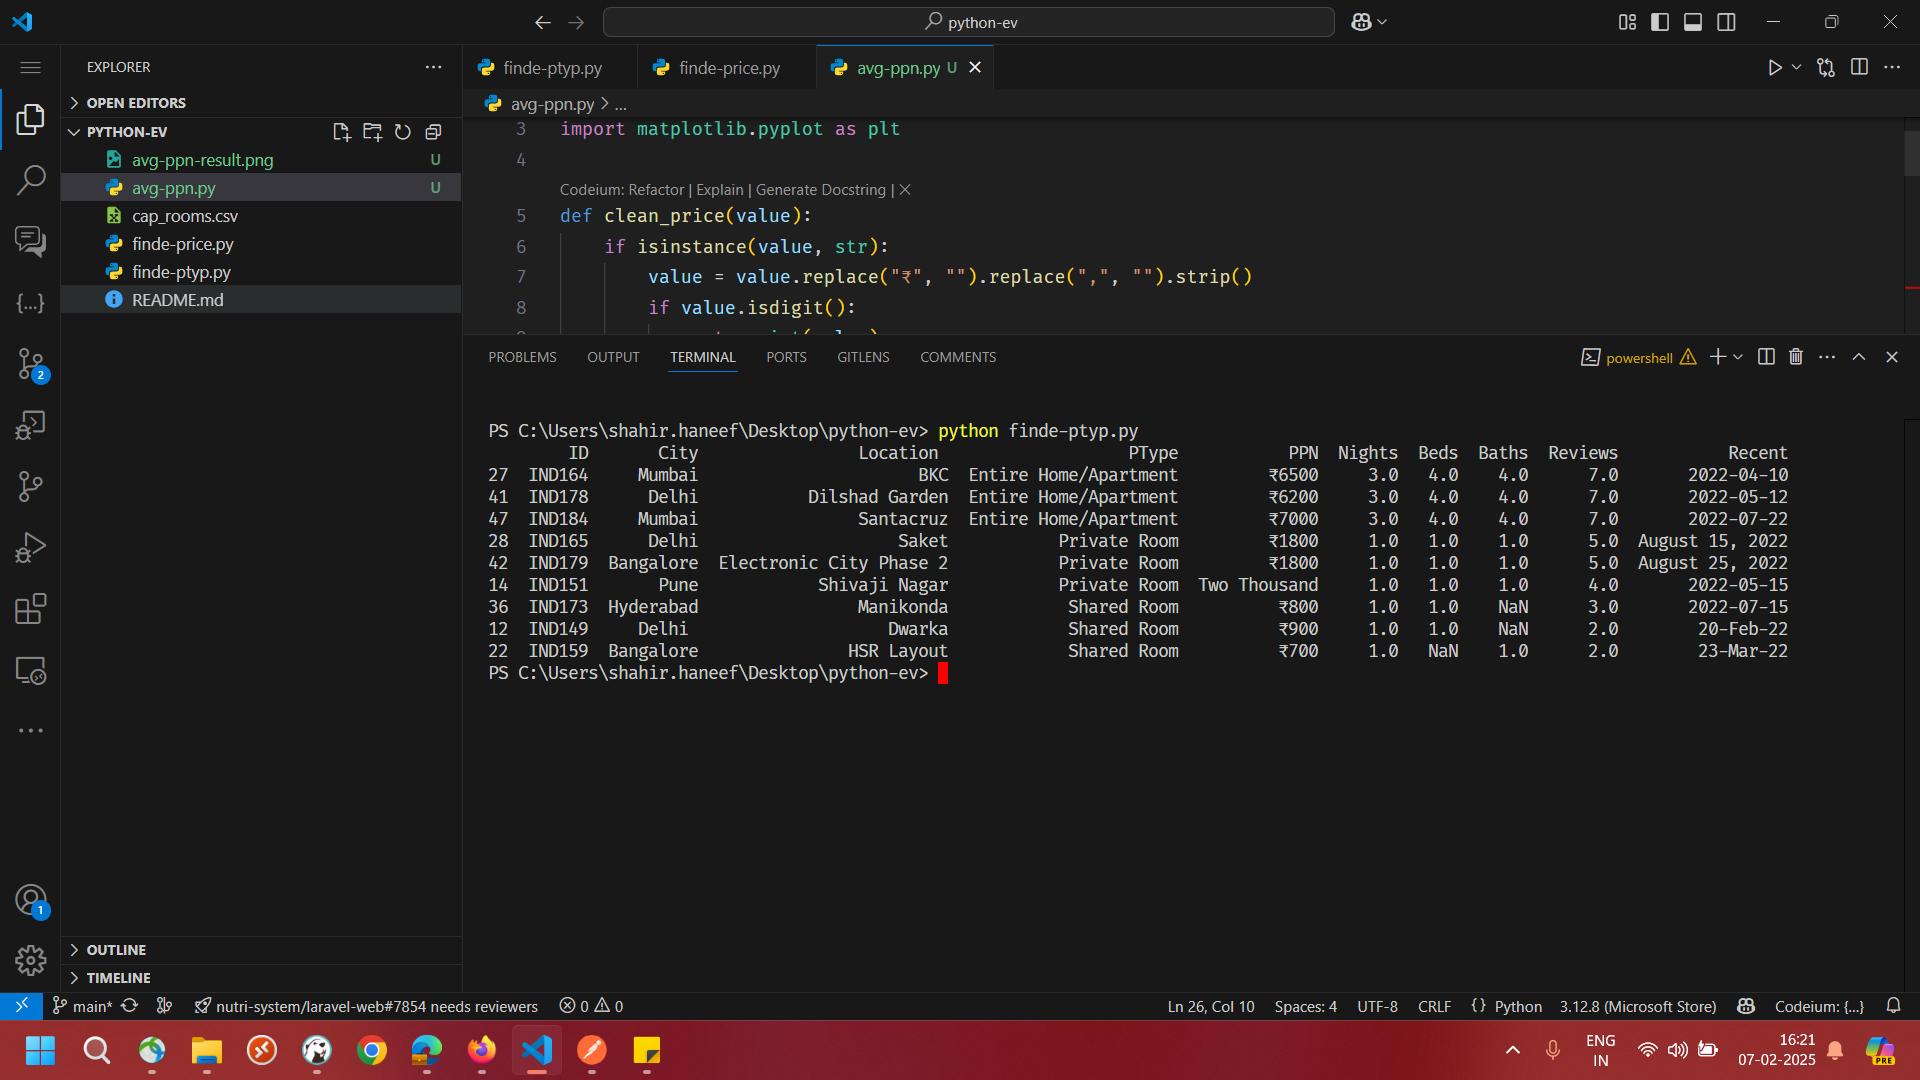 python-ev
EXPLORER
OPEN EDITORS
PYTHON-EV
avg-ppn-result.png U
avg-ppn.py U
cap_rooms.csv
finde-price.py
finde-ptyp.py
README.md
OUTLINE
TIMELINE
2
1
finde-ptyp.py finde-price.py avg-ppn.py U
avg-ppn.py > ...
3 import matplotlib.pyplot as plt
4
Codeium: Refactor | Explain | Generate Docstring | ×
5 def clean_price(value):
6 if isinstance(value, str):
7 value = value.replace("₹", "").replace(",", "").strip()
8 if value.isdigit():
PROBLEMS OUTPUT TERMINAL PORTS GITLENS COMMENTS
powershell
PS C:\Users\shahir.haneef\Desktop\python-ev> python finde-ptyp.py
ID City Location PType PPN Nights Beds Baths Reviews Recent
27 IND164 Mumbai BKC Entire Home/Apartment ₹6500 3.0 4.0 4.0 7.0 2022-04-10
41 IND178 Delhi Dilshad Garden Entire Home/Apartment ₹6200 3.0 4.0 4.0 7.0 2022-05-12
47 IND184 Mumbai Santacruz Entire Home/Apartment ₹7000 3.0 4.0 4.0 7.0 2022-07-22
28 IND165 Delhi Saket Private Room ₹1800 1.0 1.0 1.0 5.0 August 15, 2022
42 IND179 Bangalore Electronic City Phase 2 Private Room ₹1800 1.0 1.0 1.0 5.0 August 25, 2022
14 IND151 Pune Shivaji Nagar Private Room Two Thousand 1.0 1.0 1.0 4.0 2022-05-15
36 IND173 Hyderabad Manikonda Shared Room ₹800 1.0 1.0 NaN 3.0 2022-07-15
12 IND149 Delhi Dwarka Shared Room ₹900 1.0 1.0 NaN 2.0 20-Feb-22
22 IND159 Bangalore HSR Layout Shared Room ₹700 1.0 NaN 1.0 2.0 23-Mar-22
PS C:\Users\shahir.haneef\Desktop\python-ev>
main* nutri-system/laravel-web#7854 needs reviewers 0 0 Ln 26, Col 10 Spaces: 4 UTF-8 CRLF {} Python 3.12.8 (Microsoft Store) Codeium: {...}
ENG
IN
16:21
07-02-2025
PRE